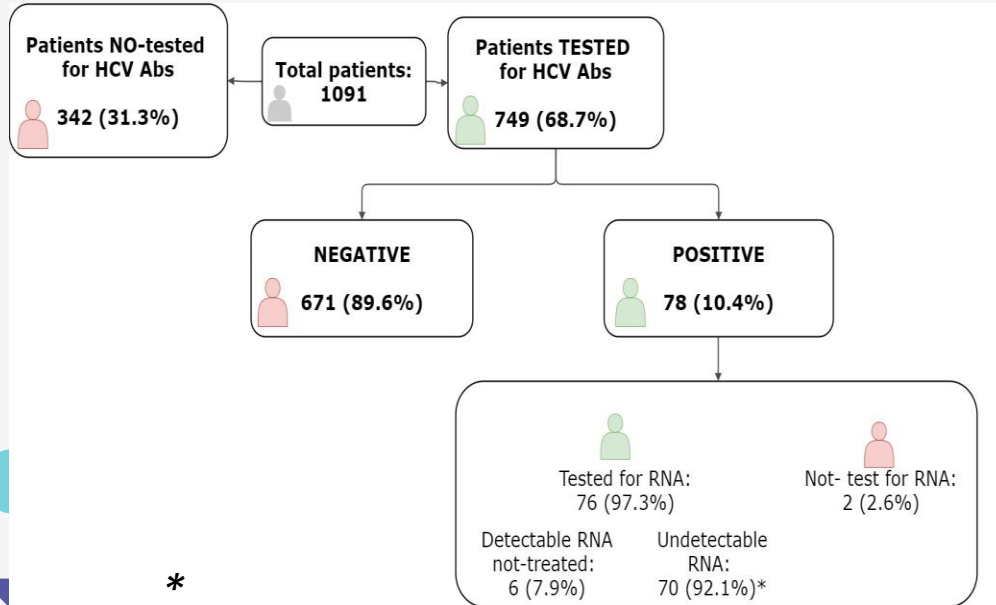 Patients NO-tested
for HCV Abs
342 (31.3%)
Total patients:
1091
Patients TESTED
for HCV Abs
749 (68.7%)
NEGATIVE
671 (89.6%)
POSITIVE
78 (10.4%)
Tested for RNA:
76 (97.3%)
Not- test for RNA:
2 (2.6%)
Detectable RNA
not-treated:
6 (7.9%)
Undetectable
RNA:
70 (92.1%)*
*